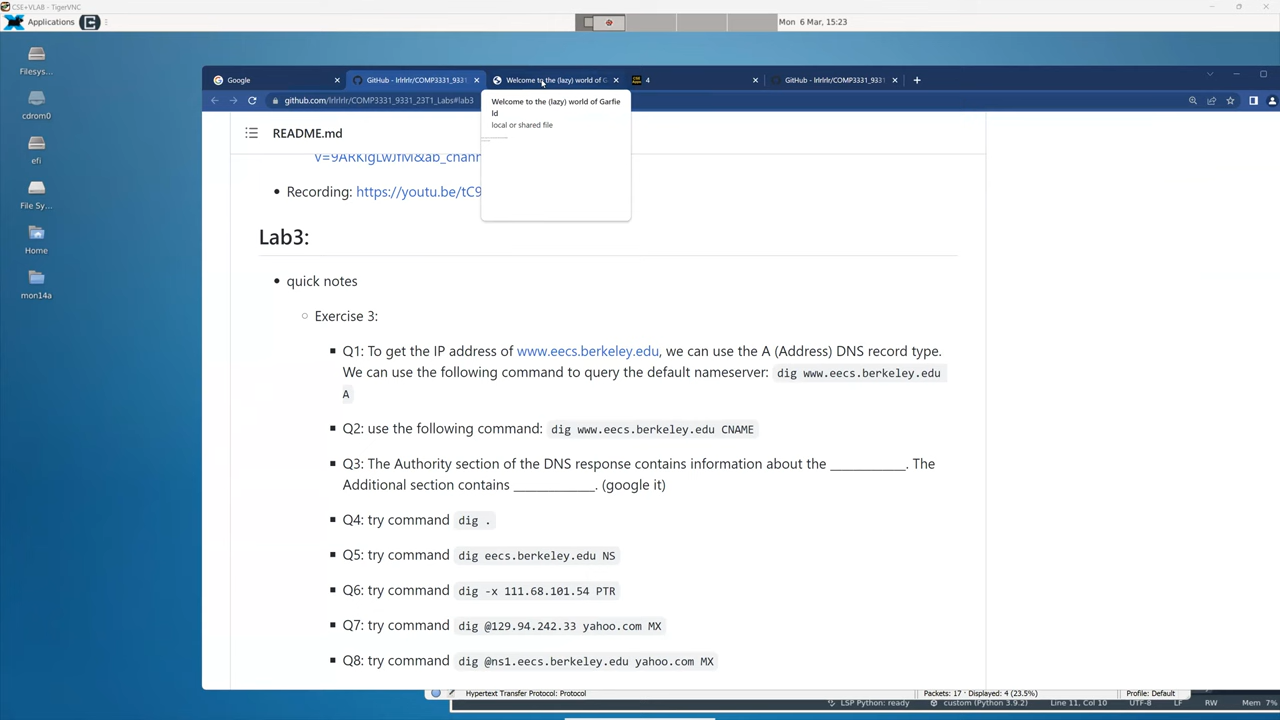 CSE+VLAB - TigerVNC
Applications
Mon 6 Mar, 15:23
Filesys...
cdrom0
efi
File Sy...
Home
mon14a
Google
GitHub - lrlrlrlr/COMP3331_9331
Welcome to the (lazy) world of G
4
GitHub - lrlrlrlr/COMP3331_9331
github.com/lrlrlrlr/COMP3331_9331_23T1_Labs#lab3
Welcome to the (lazy) world of Garfie
ld
local or shared file
README.md
v=9ARKlgLwJfM&ab_chann
Recording: https://youtu.be/tC9
Lab3:
quick notes
Exercise 3:
Q1: To get the IP address of www.eecs.berkeley.edu, we can use the A (Address) DNS record type.
We can use the following command to query the default nameserver: dig www.eecs.berkeley.edu
A
Q2: use the following command: dig www.eecs.berkeley.edu CNAME
Q3: The Authority section of the DNS response contains information about the ___________. The
Additional section contains ____________. (google it)
Q4: try command dig .
Q5: try command dig eecs.berkeley.edu NS
Q6: try command dig -x 111.68.101.54 PTR
Q7: try command dig @129.94.242.33 yahoo.com MX
Q8: try command dig @ns1.eecs.berkeley.edu yahoo.com MX
Hypertext Transfer Protocol: Protocol
Packets: 17 · Displayed: 4 (23.5%)
Profile: Default
LSP Python: ready
custom (Python 3.9.2)
Line 11, Col 10
UTF-8
LF
RW
Mem 7%